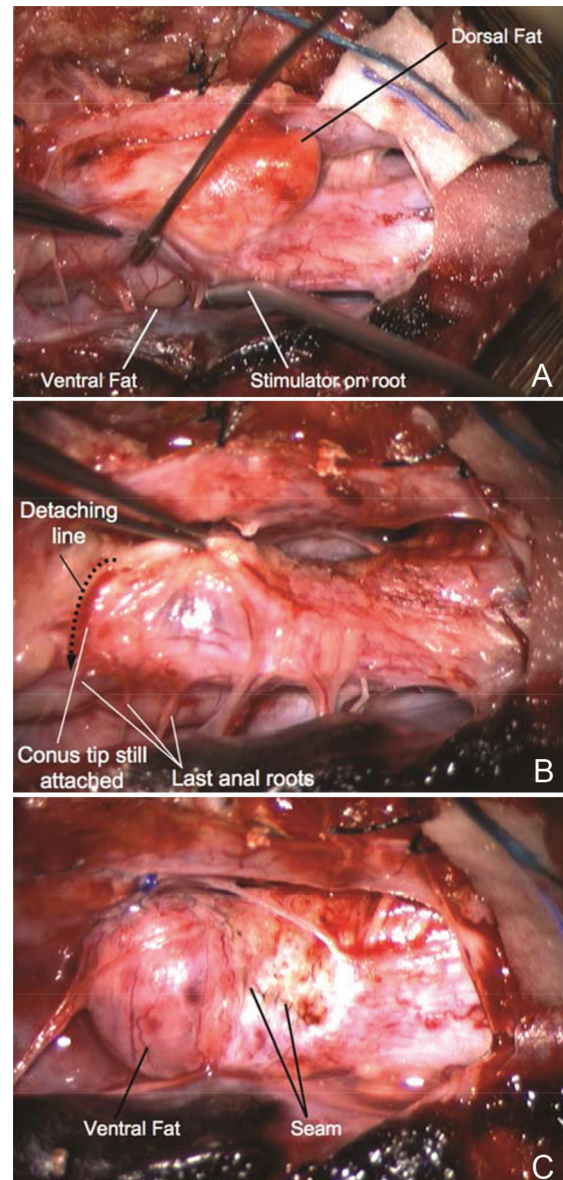 Dorsal Fat
Ventral Fat
Stimulator on root
A
Detaching
line
Conus tip still
attached
Last anal roots
B
Ventral Fat
Seam
C